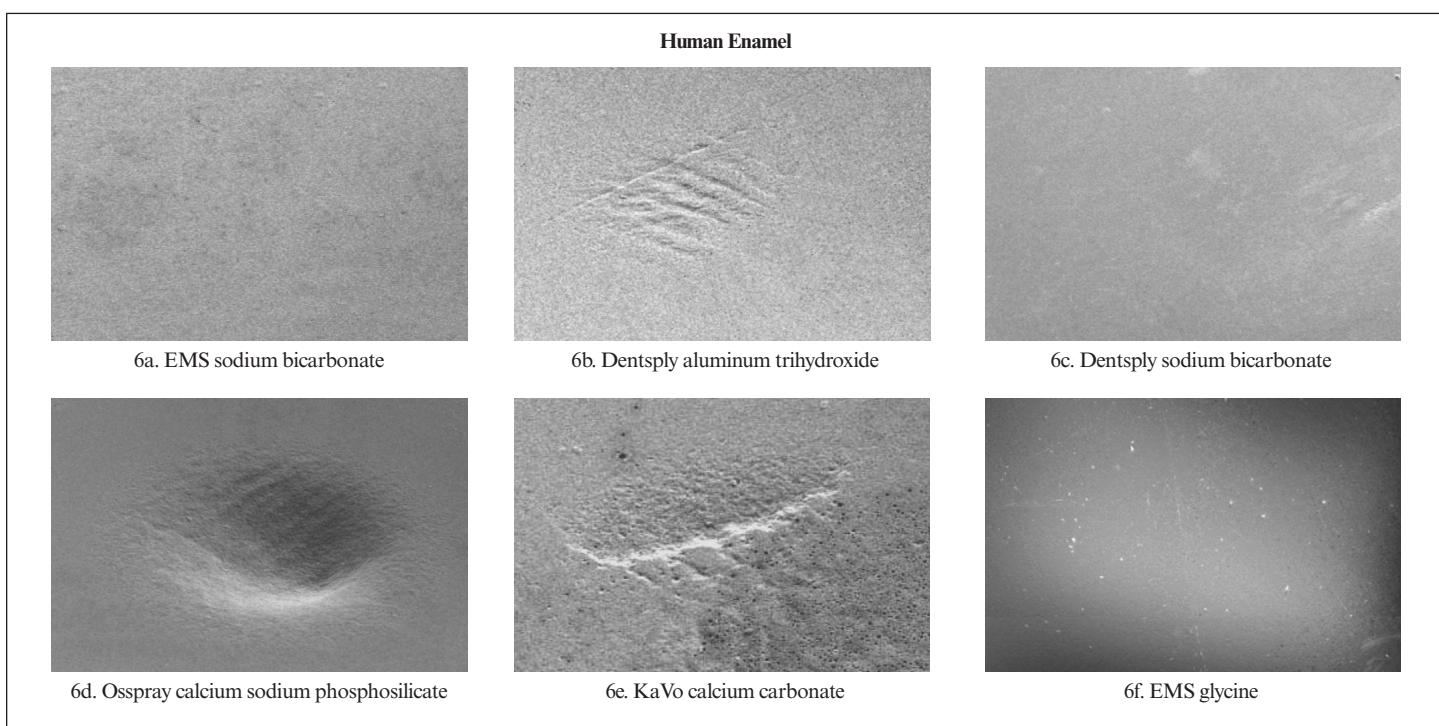 Human Enamel
6a. EMS sodium bicarbonate
6b. Dentsply aluminum trihydroxide
6c. Dentsply sodium bicarbonate
6d. Osspray calcium sodium phosphosilicate
6e. KaVo calcium carbonate
6f. EMS glycine